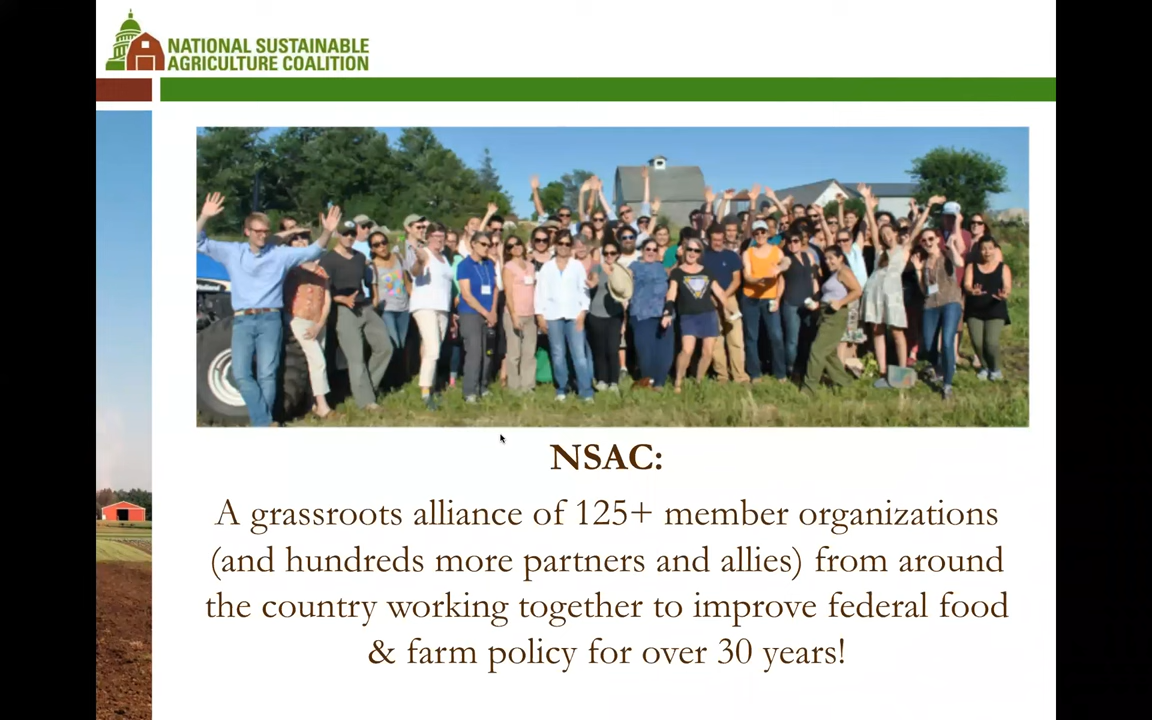 NATIONAL SUSTAINABLE
AGRICULTURE COALITION
NSAC:
A grassroots alliance of 125+ member organizations
(and hundreds more partners and allies) from around
the country working together to improve federal food
& farm policy for over 30 years!